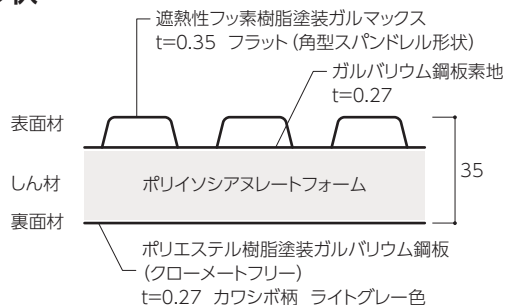 遮熱性フッ素樹脂塗装ガルマックス
t=0.35 フラット（角型スパンドレル形状）
ガルバリウム鋼板素地
t=0.27
表面材
しん材
ポリイソシアヌレートフォーム
35
裏面材
ポリエステル樹脂塗装ガルバリウム鋼板
（クローメートフリー）
t=0.27 カワシボ柄 ライトグレー色